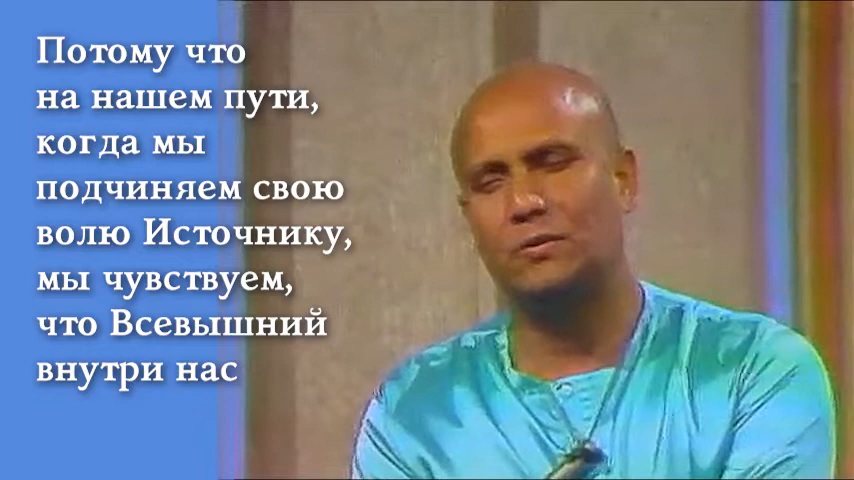 Потому что
на нашем пути,
когда мы
подчиняем свою
волю Источнику,
мы чувствуем,
что Всевышний
внутри нас